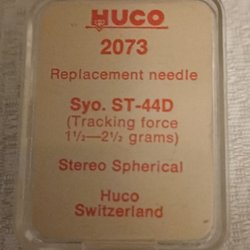 HUCO
2073
Replacement needle
Syo. ST-44D
(Tracking force
1½—2½ grams)
Stereo Spherical
Huco
Switzerland